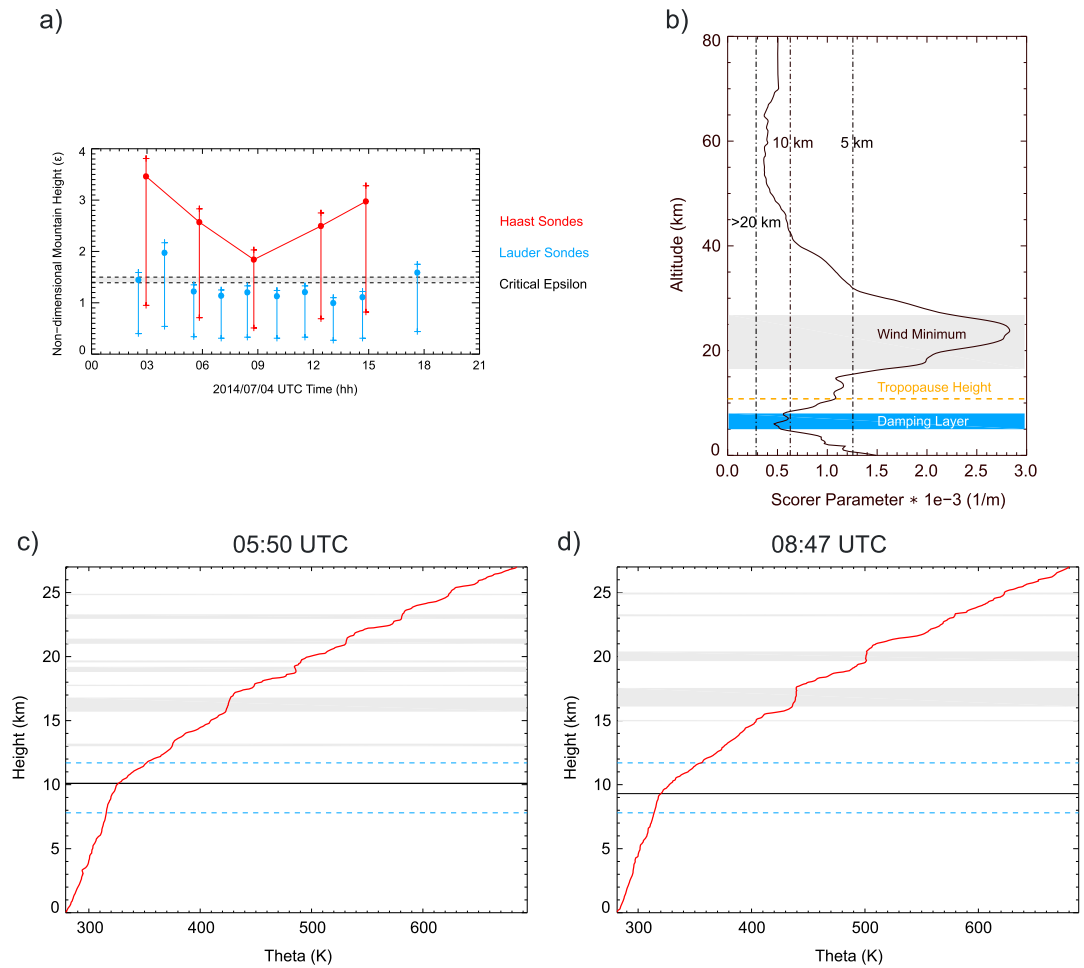 a)
Non−dimensional Mountain Height (ε)
4
3
2
1
0
00 03 06 09 12 15 18 21
2014/07/04 UTC Time (hh)
Haast Sondes
Lauder Sondes
Critical Epsilon
b)
Altitude (km)
80
60
40
20
0
10 km
5 km
>20 km
Wind Minimum
Tropopause Height
Damping Layer
0.0 0.5 1.0 1.5 2.0 2.5 3.0
Scorer Parameter ∗ 1e−3 (1/m)
c)
05:50 UTC
Height (km)
25
20
15
10
5
0
300 400 500 600
Theta (K)
d)
08:47 UTC
Height (km)
25
20
15
10
5
0
300 400 500 600
Theta (K)